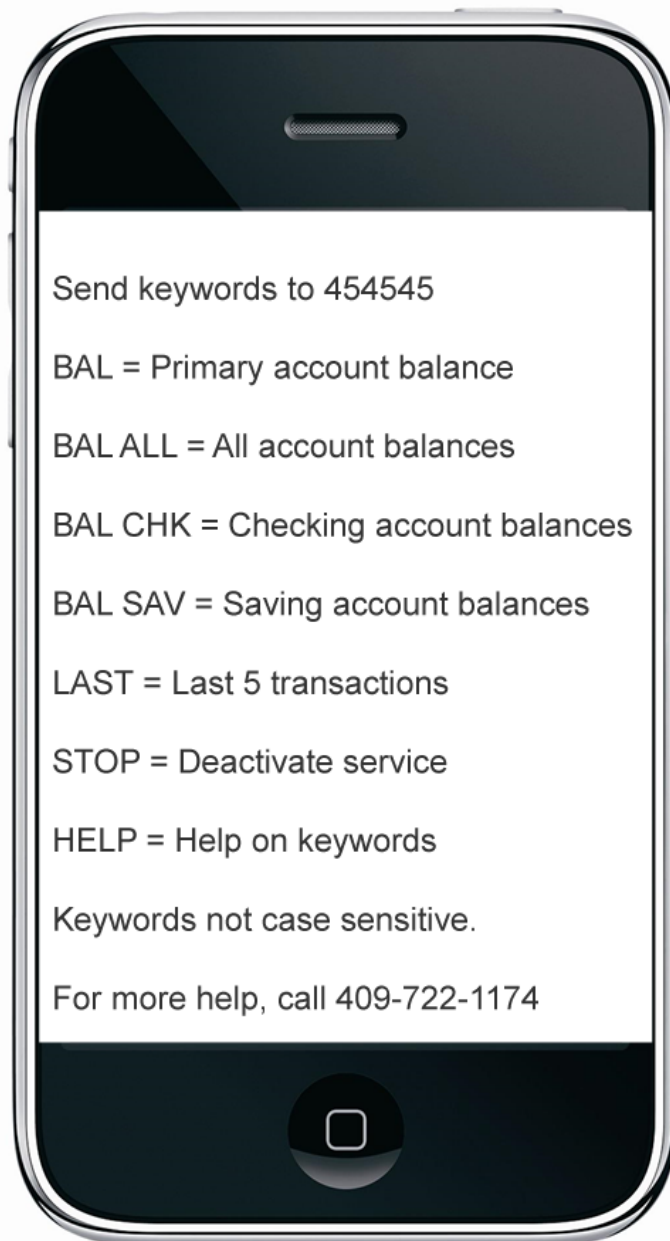 Send keywords to 454545
BAL = Primary account balance
BAL ALL = All account balances
BAL CHK = Checking account balances
BAL SAV = Saving account balances
LAST = Last 5 transactions
STOP = Deactivate service
HELP = Help on keywords
Keywords not case sensitive.
For more help, call 409-722-1174